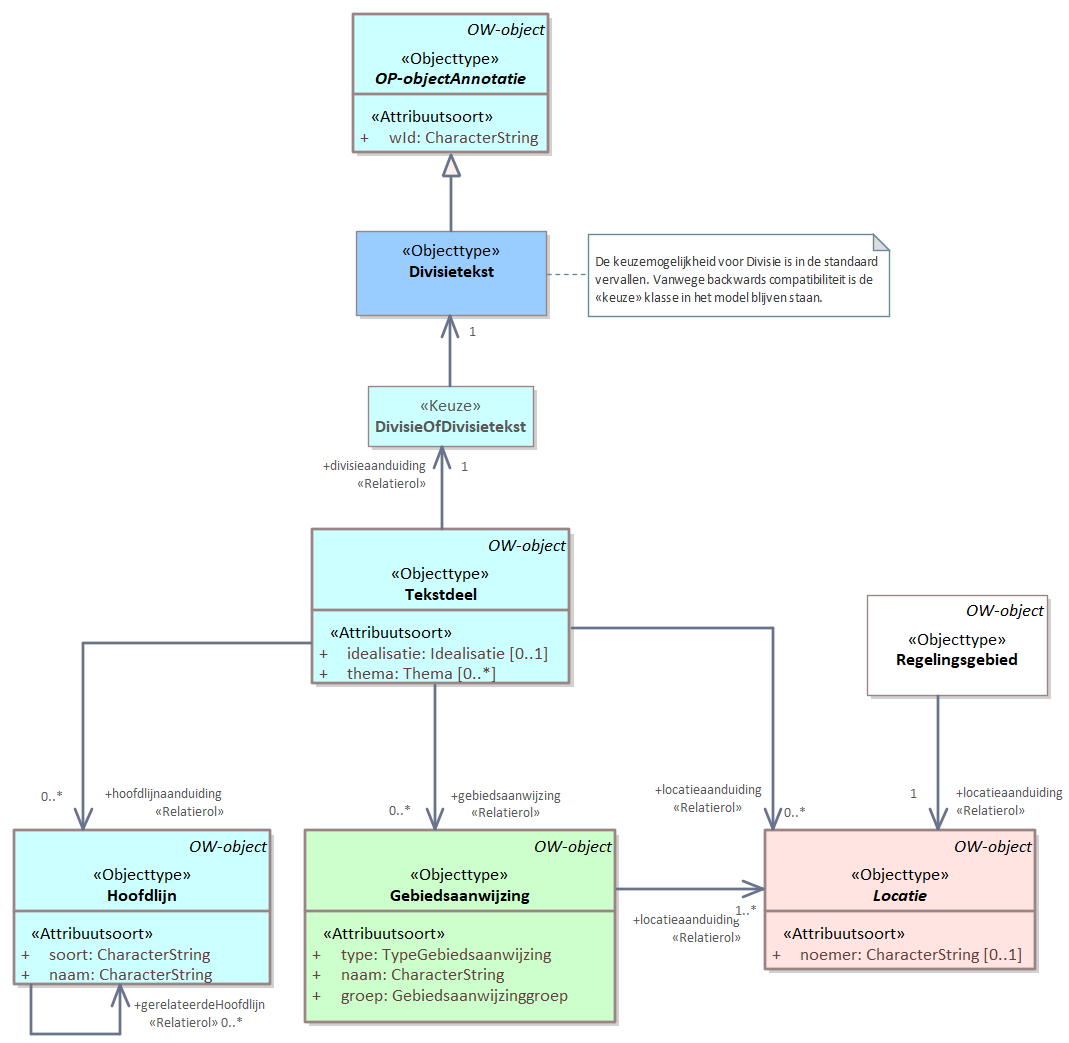 OW-object
«Objecttype»
OP-objectAnnotatie
«Attribuutsoort»
+ wId: CharacterString
«Objecttype»
Divisietekst
De keuzemogelijkheid voor Divisie is in de standaard
vervallen. Vanwege backwards compatibiliteit is de
«keuze» klasse in het model blijven staan.
1
«Keuze»
DivisieOfDivisietekst
+divisieaanduiding
«Relatierol»
1
OW-object
«Objecttype»
Tekstdeel
«Attribuutsoort»
+ idealisatie: Idealisatie [0..1]
+ thema: Thema [0..*]
OW-object
«Objecttype»
Regelingsgebied
0..*
+hoofdlijnaanduiding
«Relatierol»
0..*
+gebiedsaanwijzing
«Relatierol»
+locatieaanduiding
«Relatierol»
0..*
1
+locatieaanduiding
«Relatierol»
OW-object
«Objecttype»
Hoofdlijn
«Attribuutsoort»
+ soort: CharacterString
+ naam: CharacterString
+gerelateerdeHoofdlijn
«Relatierol» 0..*
OW-object
«Objecttype»
Gebiedsaanwijzing
«Attribuutsoort»
+ type: TypeGebiedsaanwijzing
+ naam: CharacterString
+ groep: Gebiedsaanwijzinggroep
1..*
+locatieaanduiding
«Relatierol»
OW-object
«Objecttype»
Locatie
«Attribuutsoort»
+ noemer: CharacterString [0..1]